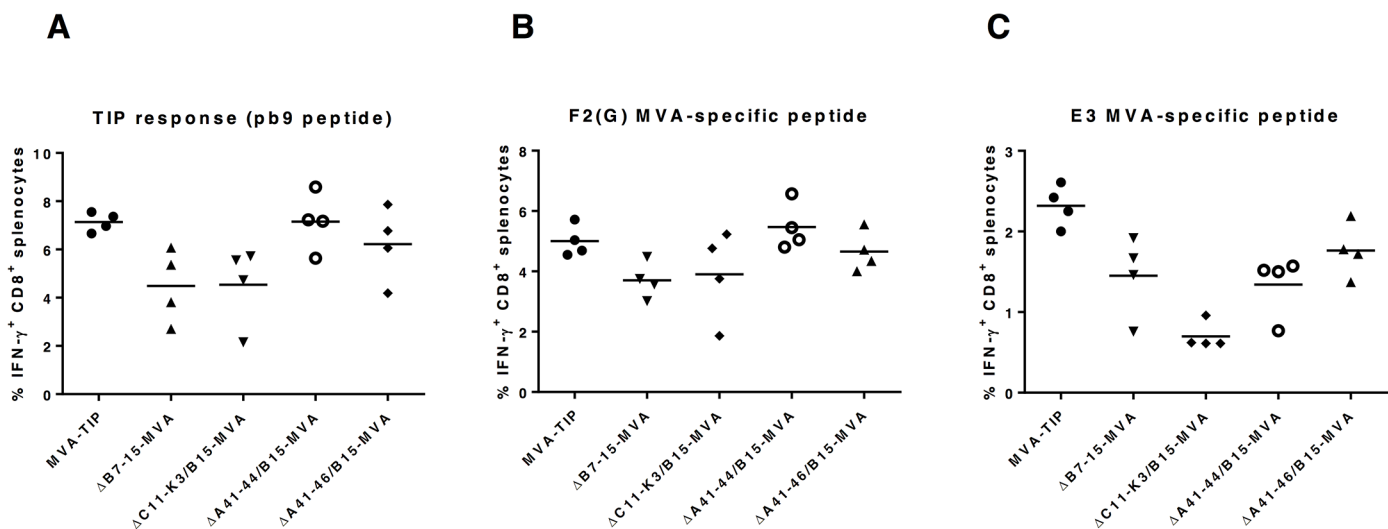 A
TIP response (pb9 peptide)
% IFN-γ+ CD8+ splenocytes
10
8
6
4
2
0
MVA-TIP
ΔB7-15-MVA
ΔC11-K3/B15-MVA
ΔA41-44/B15-MVA
ΔA41-46/B15-MVA
B
F2(G) MVA-specific peptide
% IFN-γ+ CD8+ splenocytes
8
6
4
2
0
MVA-TIP
ΔB7-15-MVA
ΔC11-K3/B15-MVA
ΔA41-44/B15-MVA
ΔA41-46/B15-MVA
C
E3 MVA-specific peptide
% IFN-γ+ CD8+ splenocytes
3
2
1
0
MVA-TIP
ΔB7-15-MVA
ΔC11-K3/B15-MVA
ΔA41-44/B15-MVA
ΔA41-46/B15-MVA